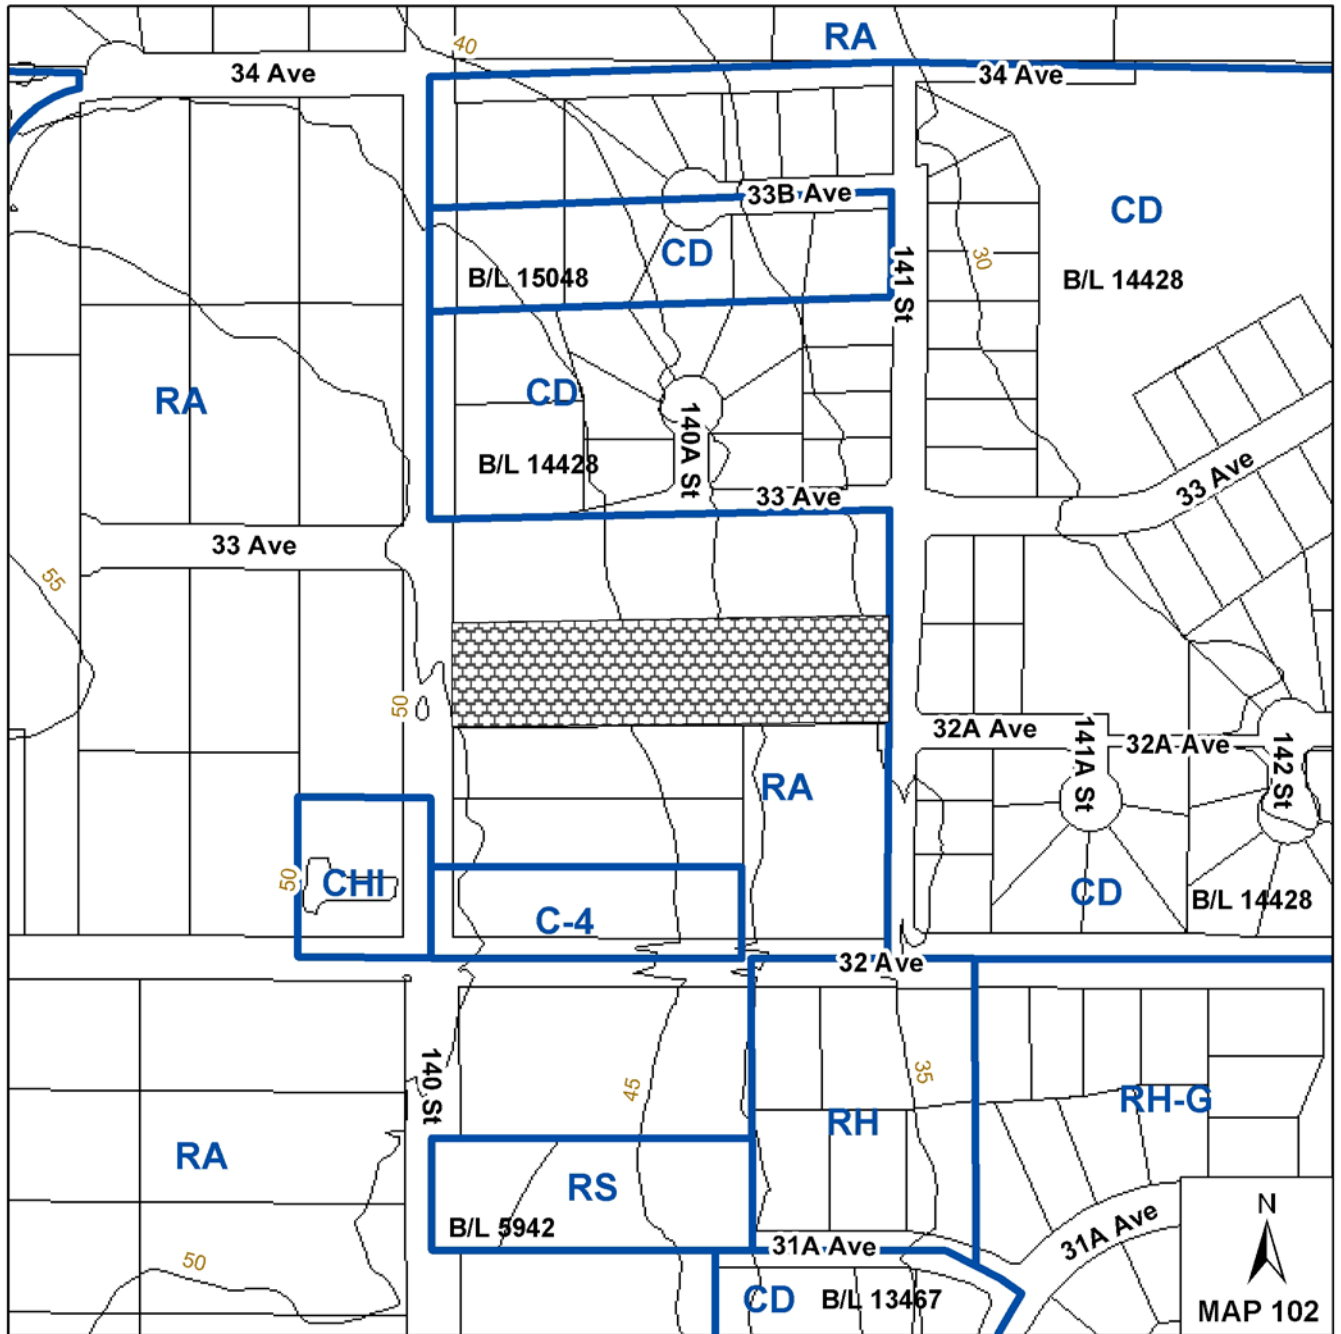 RA
40
34 Ave
34 Ave
33B Ave
CD
CD
B/L 15048
141 St
30
B/L 14428
RA
CD
140A St
B/L 14428
33 Ave
33 Ave
33 Ave
55
50
32A Ave
141A St
32A Ave
142 St
RA
50
CHI
CD
B/L 14428
C-4
32 Ave
140 St
45
35
RH-G
RH
RA
RS
B/L 5942
31A Ave
31A Ave
50
CD
B/L 13467
N
MAP 102